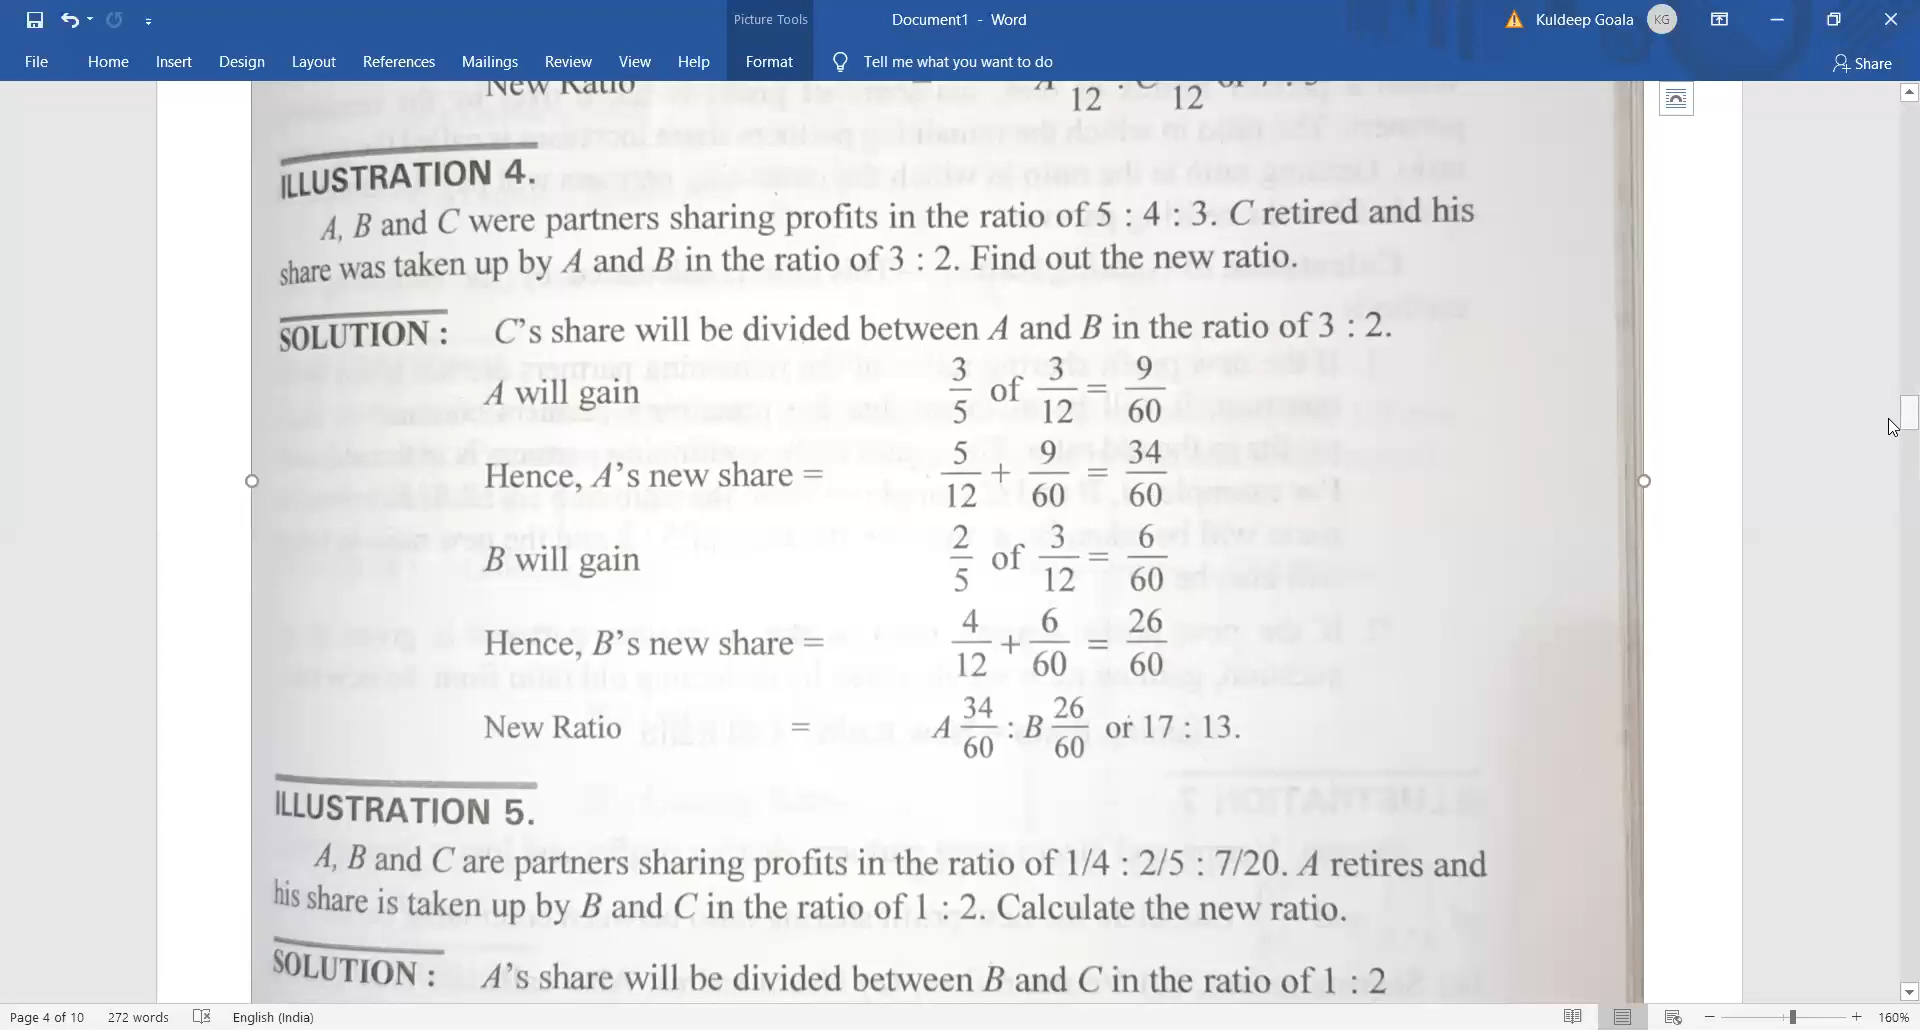 Picture Tools
Document1 - Word
Kuldeep Goala
KG
File Home Insert Design Layout References Mailings Review View Help Format Tell me what you want to do Share
New Ratio
12 12
ILLUSTRATION 4.
A, B and C were partners sharing profits in the ratio of 5 : 4 : 3. C retired and his
share was taken up by A and B in the ratio of 3 : 2. Find out the new ratio.
SOLUTION : C's share will be divided between A and B in the ratio of 3 : 2.
A will gain 3/5 of 3/12 = 9/60
Hence, A's new share = 5/12 + 9/60 = 34/60
B will gain 2/5 of 3/12 = 6/60
Hence, B's new share = 4/12 + 6/60 = 26/60
New Ratio = A 34/60 : B 26/60 or 17 : 13.
ILLUSTRATION 5.
A, B and C are partners sharing profits in the ratio of 1/4 : 2/5 : 7/20. A retires and
his share is taken up by B and C in the ratio of 1 : 2. Calculate the new ratio.
SOLUTION : A's share will be divided between B and C in the ratio of 1 : 2
Page 4 of 10 272 words English (India) 160%